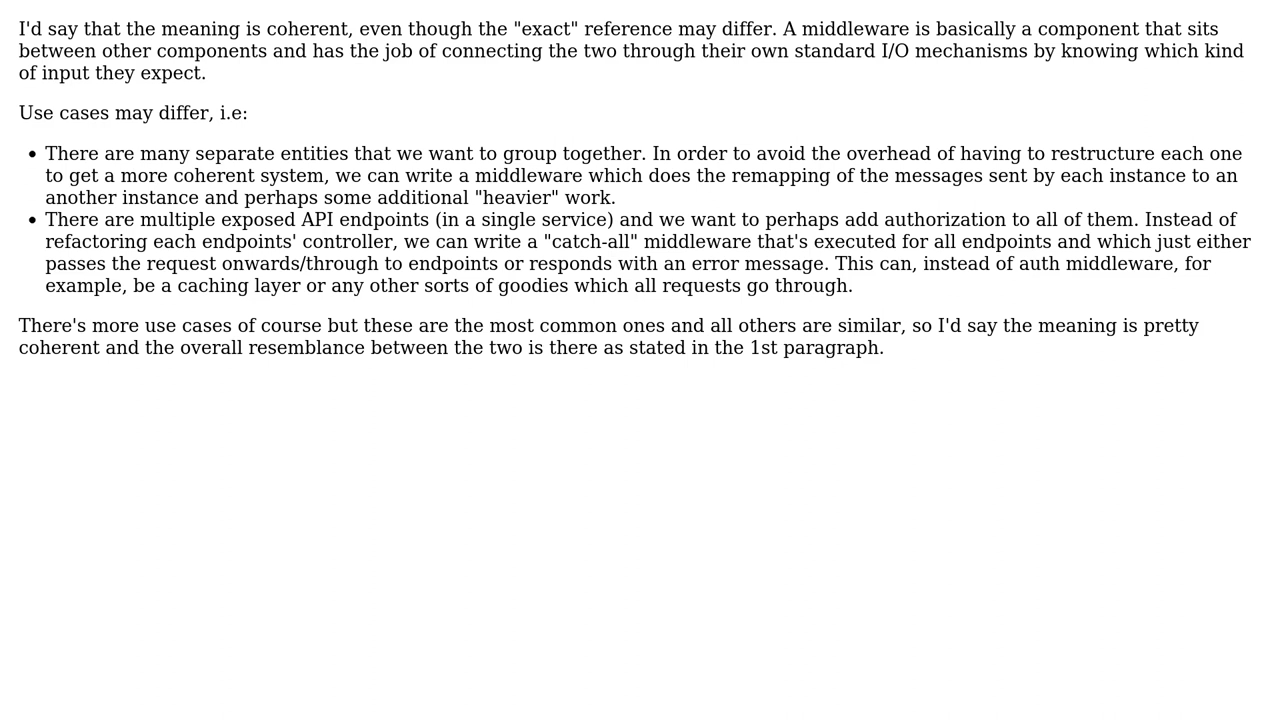 I'd say that the meaning is coherent, even though the "exact" reference may differ. A middleware is basically a component that sits
between other components and has the job of connecting the two through their own standard I/O mechanisms by knowing which kind
of input they expect.
Use cases may differ, i.e:
• There are many separate entities that we want to group together. In order to avoid the overhead of having to restructure each one
to get a more coherent system, we can write a middleware which does the remapping of the messages sent by each instance to an
another instance and perhaps some additional "heavier" work.
• There are multiple exposed API endpoints (in a single service) and we want to perhaps add authorization to all of them. Instead of
refactoring each endpoints' controller, we can write a "catch-all" middleware that's executed for all endpoints and which just either
passes the request onwards/through to endpoints or responds with an error message. This can, instead of auth middleware, for
example, be a caching layer or any other sorts of goodies which all requests go through.
There's more use cases of course but these are the most common ones and all others are similar, so I'd say the meaning is pretty
coherent and the overall resemblance between the two is there as stated in the 1st paragraph.